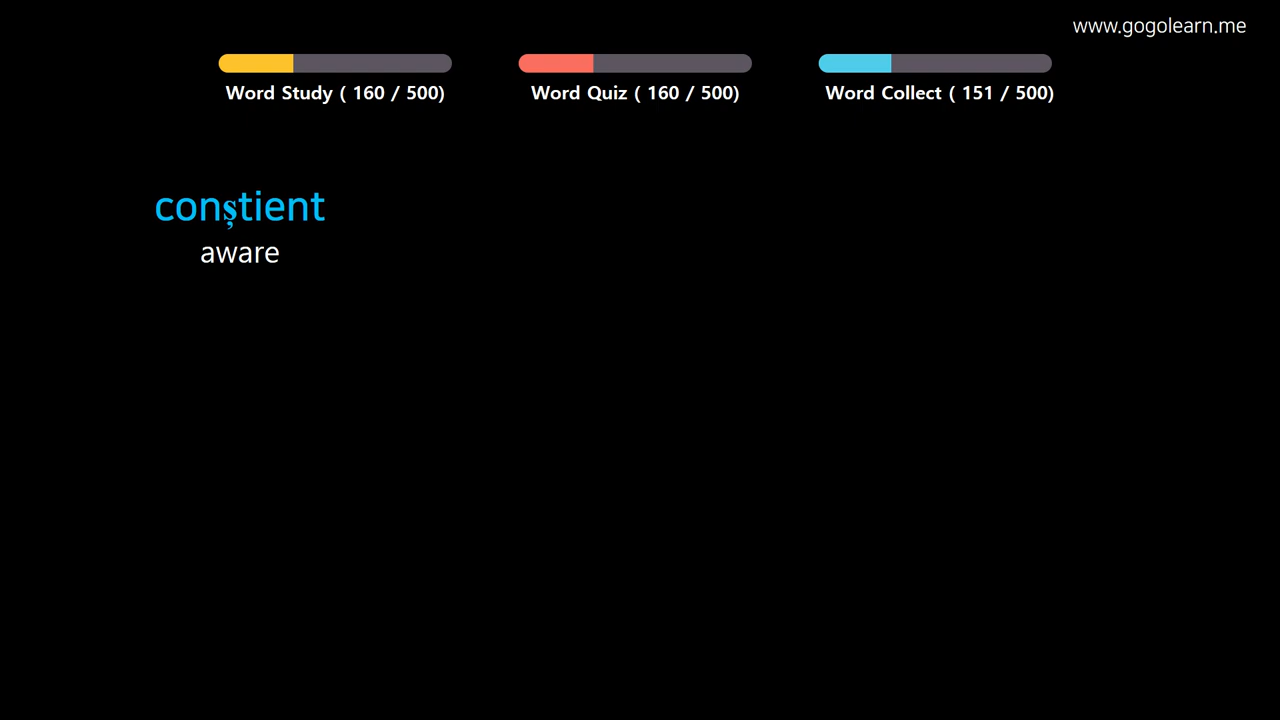 www.gogolearn.me
Word Study ( 160 / 500)
Word Quiz ( 160 / 500)
Word Collect ( 151 / 500)
conștient
aware